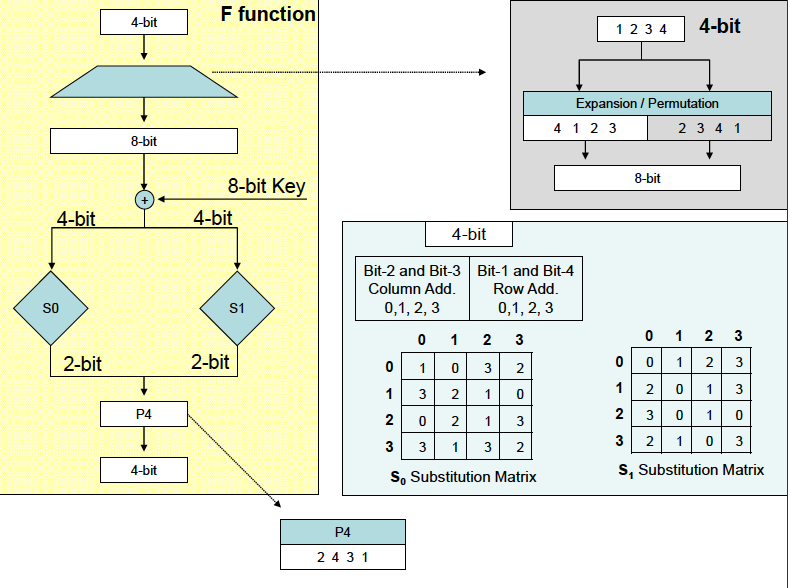 F function
4-bit
8-bit
+
8-bit Key
4-bit 4-bit
S0 S1
2-bit 2-bit
P4
4-bit
P4
2 4 3 1
1 2 3 4 4-bit
Expansion / Permutation
4 1 2 3 2 3 4 1
8-bit
4-bit
Bit-2 and Bit-3
Column Add.
0,1, 2, 3
Bit-1 and Bit-4
Row Add.
0,1, 2, 3
0 1 2 3
0 1 0 3 2
1 3 2 1 0
2 0 2 1 3
3 3 1 3 2
S0 Substitution Matrix
0 1 2 3
0 0 1 2 3
1 2 0 1 3
2 3 0 1 0
3 2 1 0 3
S1 Substitution Matrix